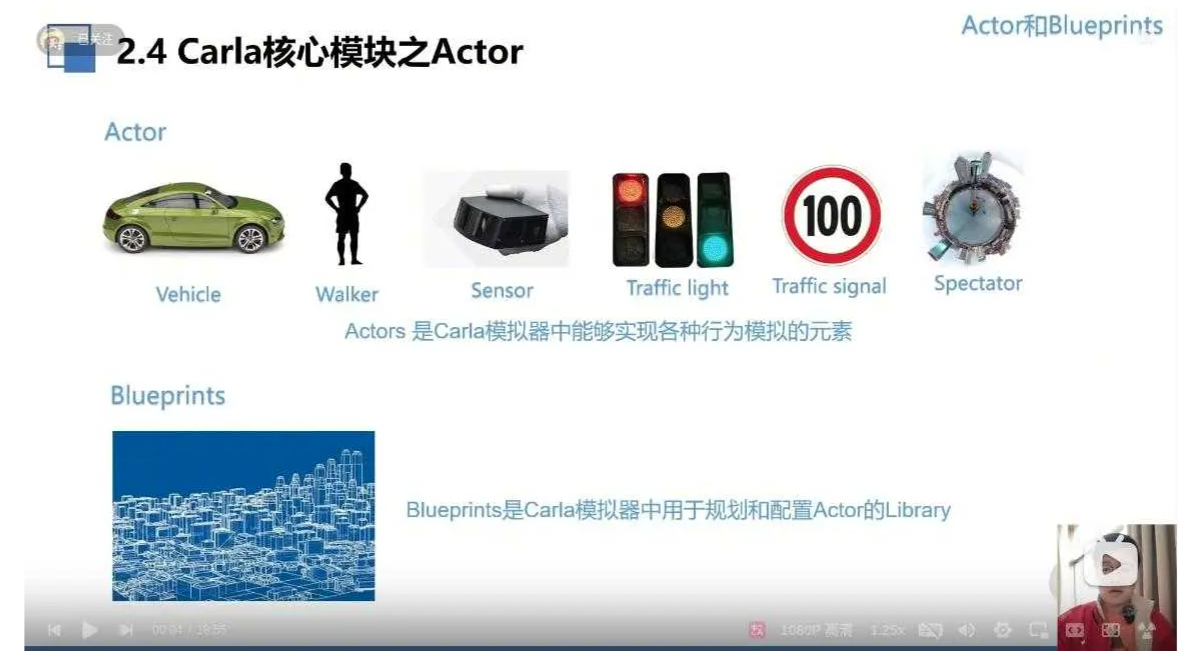 已关注
Actor和Blueprints
2.4 Carla核心模块之Actor
Actor
100
Vehicle
Walker
Sensor
Traffic light
Traffic signal
Spectator
Actors 是Carla模拟器中能够实现各种行为模拟的元素
Blueprints
Blueprints是Carla模拟器中用于规划和配置Actor的Library
1080P 高清
1.25x